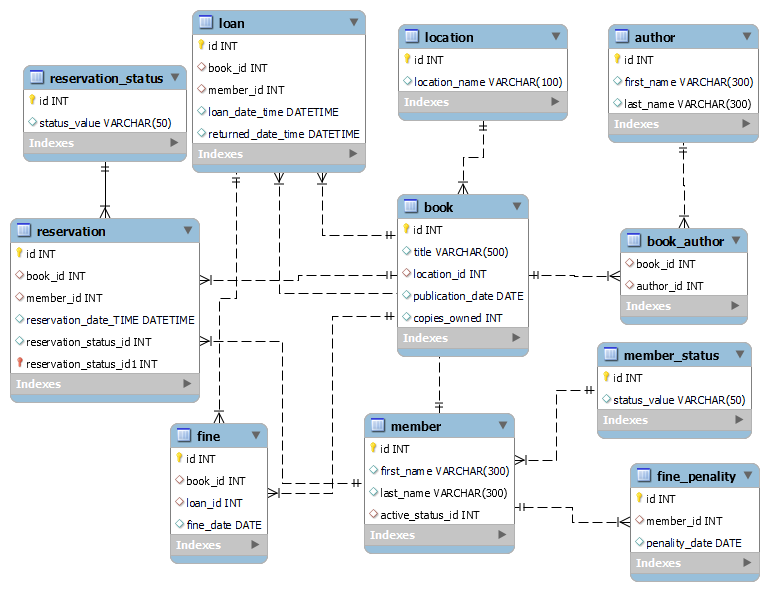 loan
id INT
book_id INT
member_id INT
loan_date_time DATETIME
returned_date_time DATETIME
Indexes
location
id INT
location_name VARCHAR(100)
Indexes
author
id INT
first_name VARCHAR(300)
last_name VARCHAR(300)
Indexes
reservation_status
id INT
status_value VARCHAR(50)
Indexes
reservation
id INT
book_id INT
member_id INT
reservation_date_TIME DATETIME
reservation_status_id INT
reservation_status_id1 INT
Indexes
book
id INT
title VARCHAR(500)
location_id INT
publication_date DATE
copies_owned INT
Indexes
book_author
book_id INT
author_id INT
Indexes
member_status
id INT
status_value VARCHAR(50)
Indexes
fine
id INT
book_id INT
loan_id INT
fine_date DATE
Indexes
member
id INT
first_name VARCHAR(300)
last_name VARCHAR(300)
active_status_id INT
Indexes
fine_penality
id INT
member_id INT
penality_date DATE
Indexes